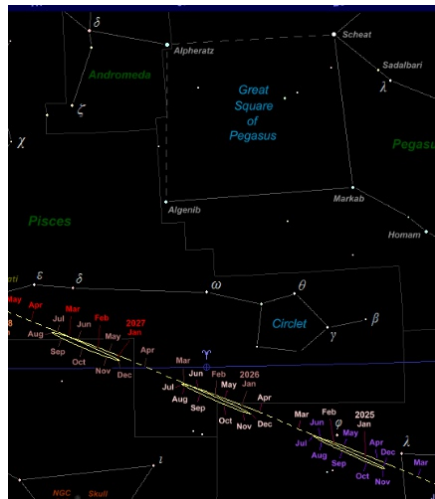 δ
Alpheratz
Scheat
Andromeda
Sadalbari
Great
Square
of
Pegasus
λ
ζ
χ
Pegasu
Algenib
Markab
Pisces
Homam
ε
δ
ω
θ
May
Apr
Mar
Feb
2027
Jan
Jul
Jun
May
Aug
Sep
Oct
Nov
Dec
Apr
Circlet
γ
β
Mar
Jun
Feb
2026
Jul
May
Jan
Aug
Sep
Oct
Nov
Dec
Apr
♈
Mar
Feb
2025
Jan
Jun
φ
May
Jul
Apr
Aug
Dec
Sep
Mar
Oct
Nov
λ
ι
NGC
Skull